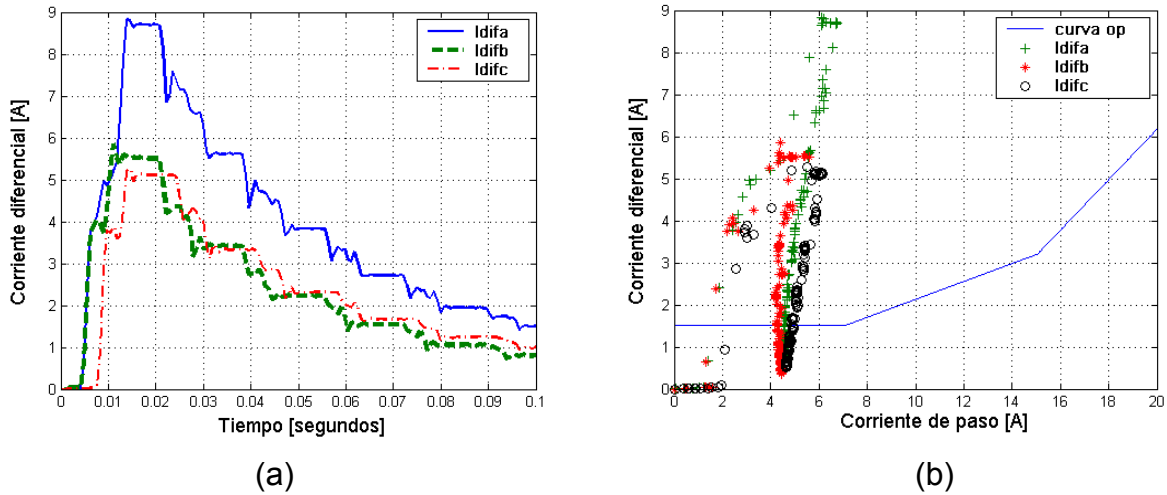 9
8
7
6
5
4
3
2
1
0
Corriente diferencial [A]
0 0.01 0.02 0.03 0.04 0.05 0.06 0.07 0.08 0.09 0.1
Tiempo [segundos]
Idifa
Idifb
Idifc
(a)
9
8
7
6
5
4
3
2
1
0
Corriente diferencial [A]
0 2 4 6 8 10 12 14 16 18 20
Corriente de paso [A]
curva op
Idifa
Idifb
Idifc
(b)